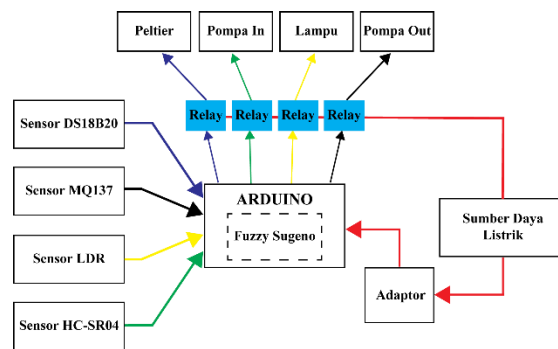 Peltier
Pompa In
Lampu
Pompa Out
Relay
Relay
Relay
Relay
Sensor DS18B20
Sensor MQ137
Sensor LDR
Sensor HC-SR04
ARDUINO
Fuzzy Sugeno
Sumber Daya
Listrik
Adaptor